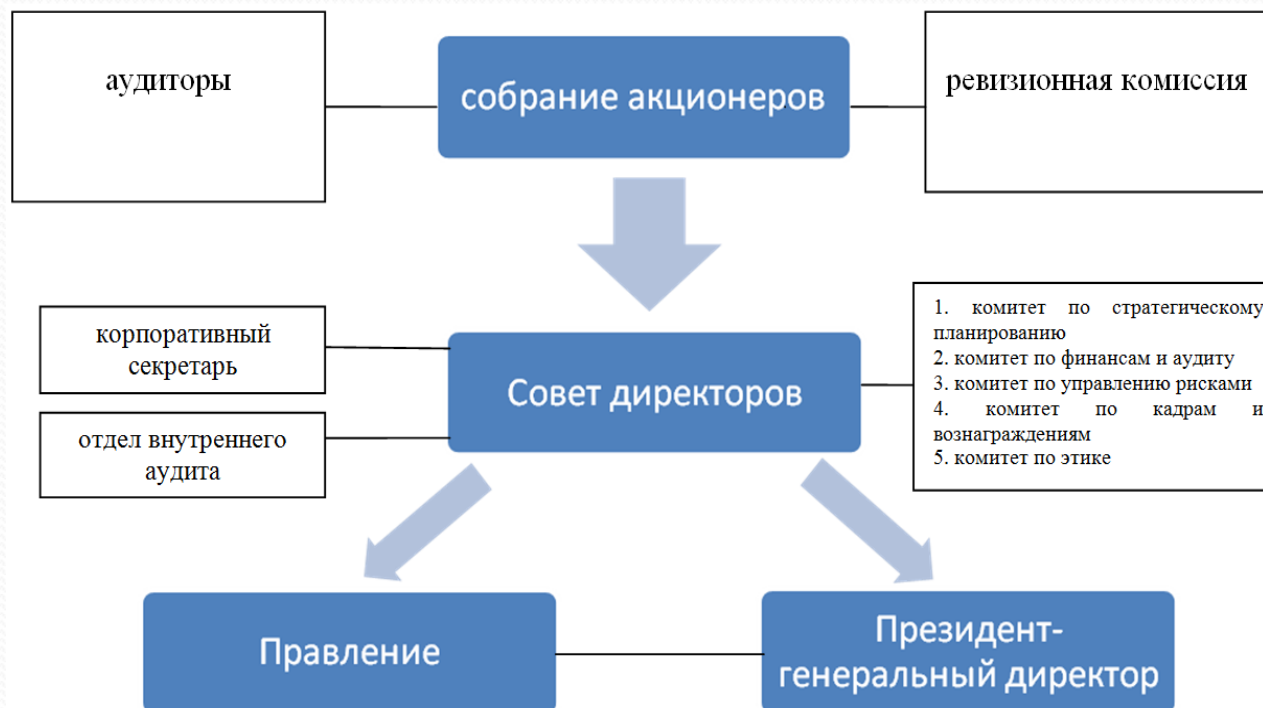 аудиторы
собрание акционеров
ревизионная комиссия
корпоративный
секретарь
отдел внутреннего
аудита
Совет директоров
1. комитет по стратегическому
планированию
2. комитет по финансам и аудиту
3. комитет по управлению рисками
4. комитет по кадрам и
вознаграждениям
5. комитет по этике
Правление
Президент-
генеральный директор